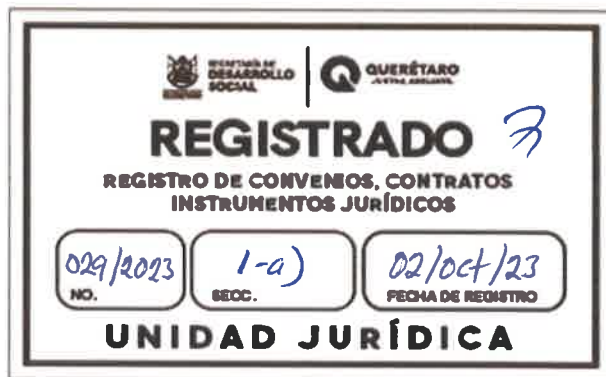 SECRETARÍA DE
DESARROLLO
SOCIAL
QUERÉTARO
JUNTOS, ADELANTE.
REGISTRADO
REGISTRO DE CONVENIOS, CONTRATOS
INSTRUMENTOS JURÍDICOS
029/2023
NO.
1-a)
SECC.
02/oct/23
FECHA DE REGISTRO
UNIDAD JURÍDICA